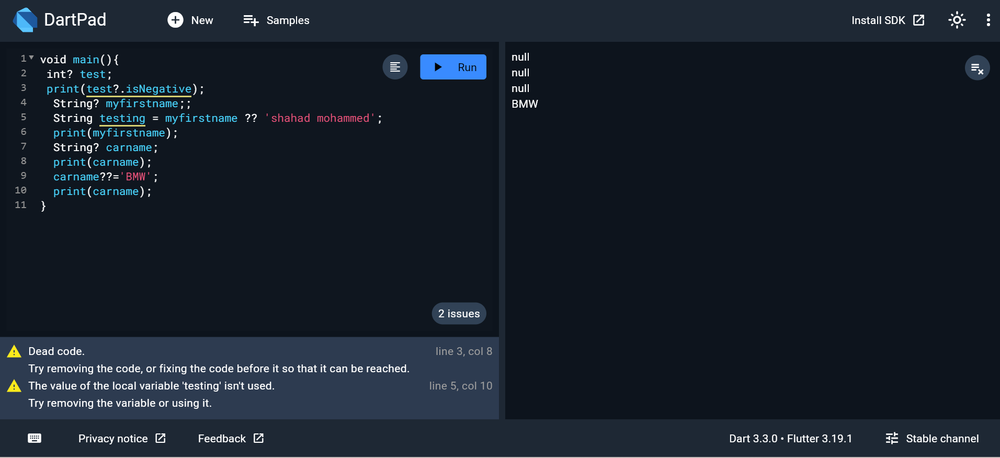 DartPad
New
Samples
Install SDK
1 void main(){
2 int? test;
3 print(test?.isNegative);
4 String? myfirstname;;
5 String testing = myfirstname ?? 'shahad mohammed';
6 print(myfirstname);
7 String? carname;
8 print(carname);
9 carname??='BMW';
10 print(carname);
11 }
Run
2 issues
null
null
null
BMW
Dead code. line 3, col 8
Try removing the code, or fixing the code before it so that it can be reached.
The value of the local variable 'testing' isn't used. line 5, col 10
Try removing the variable or using it.
Privacy notice
Feedback
Dart 3.3.0 • Flutter 3.19.1
Stable channel